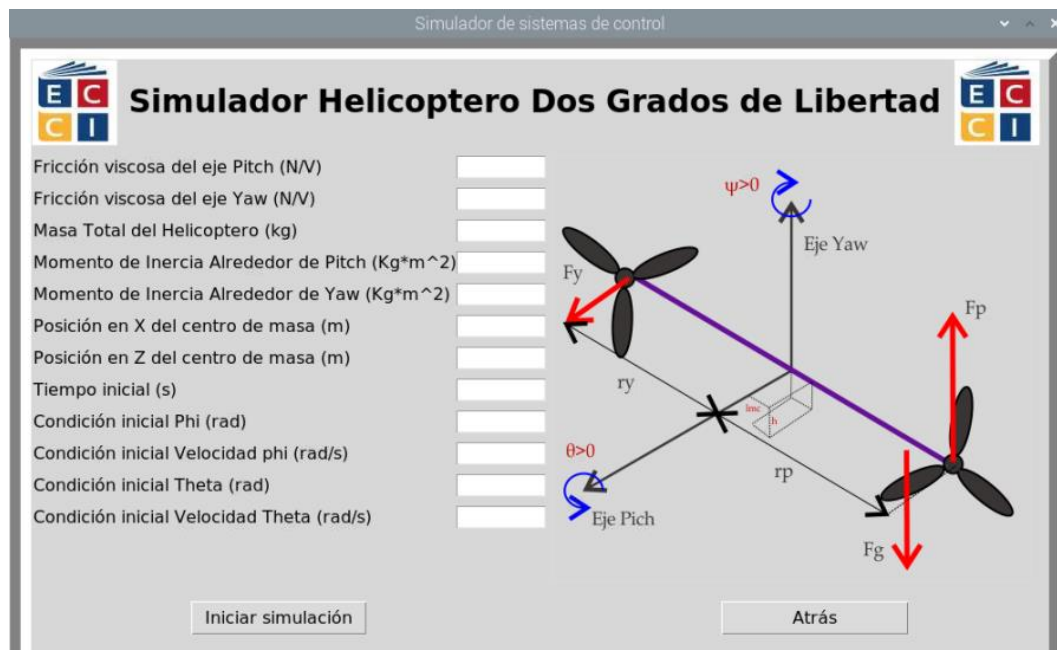 Simulador de sistemas de control
E C
C I
Simulador Helicoptero Dos Grados de Libertad
E C
C I
Fricción viscosa del eje Pitch (N/V)
Fricción viscosa del eje Yaw (N/V)
Masa Total del Helicoptero (kg)
Momento de Inercia Alrededor de Pitch (Kg*m^2)
Momento de Inercia Alrededor de Yaw (Kg*m^2)
Posición en X del centro de masa (m)
Posición en Z del centro de masa (m)
Tiempo inicial (s)
Condición inicial Phi (rad)
Condición inicial Velocidad phi (rad/s)
Condición inicial Theta (rad)
Condición inicial Velocidad Theta (rad/s)
ψ>0
Eje Yaw
Fy
Fp
ry
lmc
h
θ>0
rp
Eje Pich
Fg
Iniciar simulación
Atrás